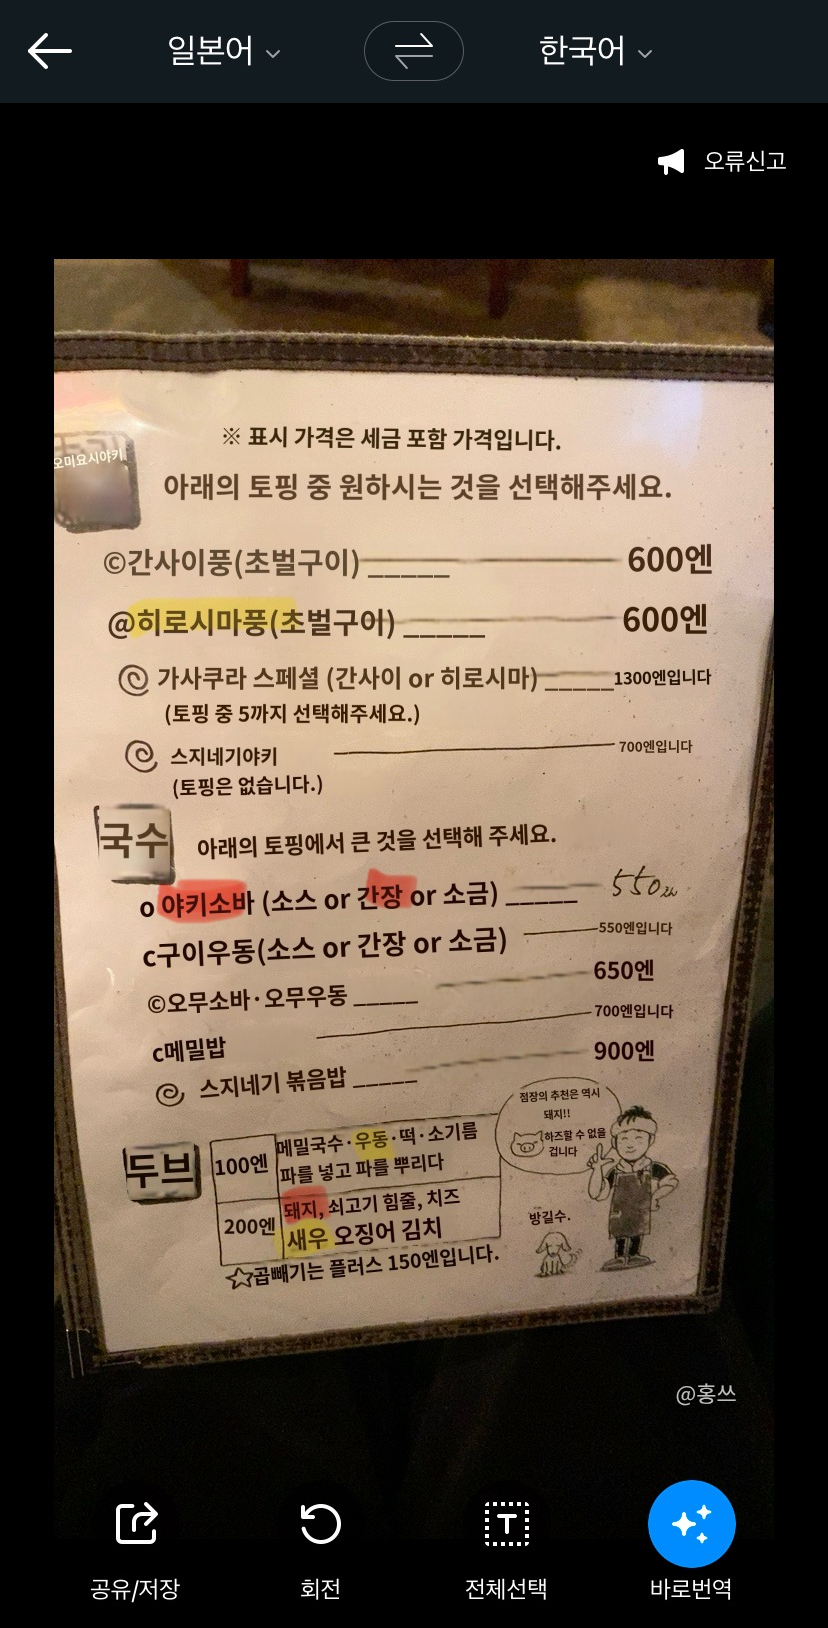 일본어
한국어
오류신고
오미요시야키
※ 표시 가격은 세금 포함 가격입니다.
아래의 토핑 중 원하시는 것을 선택해주세요.
©간사이풍(초벌구이)_____ 600엔
@히로시마풍(초벌구이) _____ 600엔
가사쿠라 스페셜 (간사이 or 히로시마) _____1300엔입니다
(토핑 중 5까지 선택해주세요.)
스지네기야키 700엔입니다
(토핑은 없습니다.)
국수 아래의 토핑에서 큰 것을 선택해 주세요.
o 야키소바 (소스 or 간장 or 소금) _____ 550
c구이우동(소스 or 간장 or 소금) 550엔입니다
©오무소바·오무우동 _____ 650엔
c메밀밥 700엔입니다
스지네기 볶음밥 _____ 900엔
점장의 추천은 역시
돼지!!
하즈할 수 없을
겁니다
두브
100엔 메밀국수·우동·떡·소기름
파를 넣고 파를 뿌리다
200엔 돼지, 쇠고기 힘줄, 치즈
새우 오징어 김치
방길수.
☆곱빼기는 플러스 150엔입니다.
@홍쓰
공유/저장
회전
전체선택
바로번역